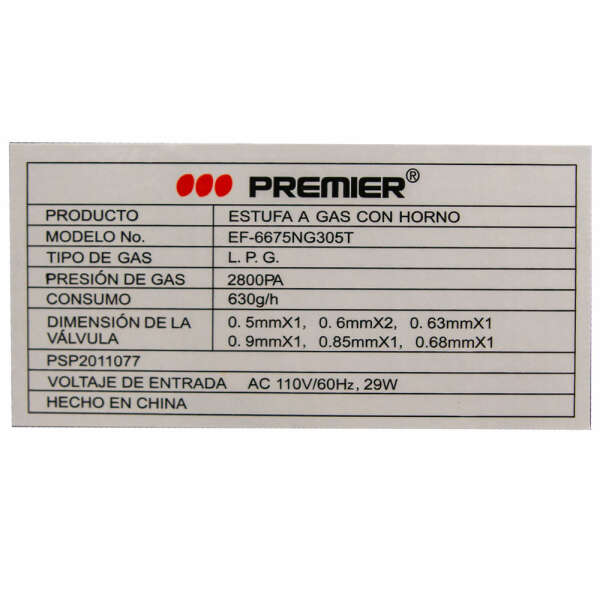 PREMIER®
PRODUCTO ESTUFA A GAS CON HORNO
MODELO No. EF-6675NG305T
TIPO DE GAS L. P. G.
PRESIÓN DE GAS 2800PA
CONSUMO 630g/h
DIMENSIÓN DE LA VÁLVULA 0. 5mmX1, 0. 6mmX2, 0. 63mmX1
0. 9mmX1, 0.85mmX1, 0.68mmX1
PSP2011077
VOLTAJE DE ENTRADA AC 110V/60Hz, 29W
HECHO EN CHINA